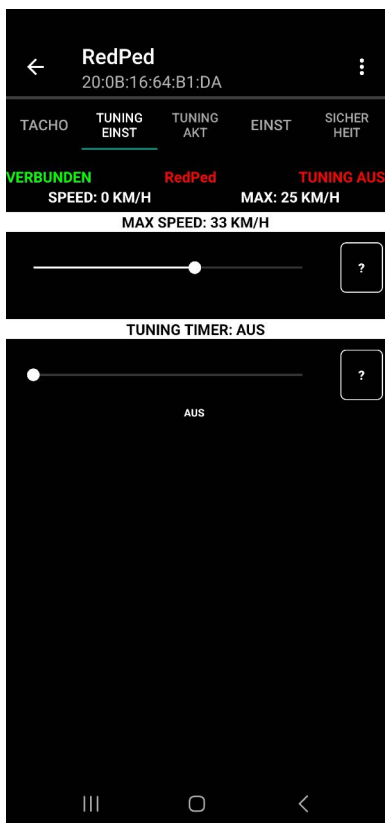 RedPed
20:0B:16:64:B1:DA
TACHO
TUNING
EINST
TUNING
AKT
EINST
SICHER
HEIT
VERBUNDEN RedPed TUNING AUS
SPEED: 0 KM/H MAX: 25 KM/H
MAX SPEED: 33 KM/H
?
TUNING TIMER: AUS
?
AUS